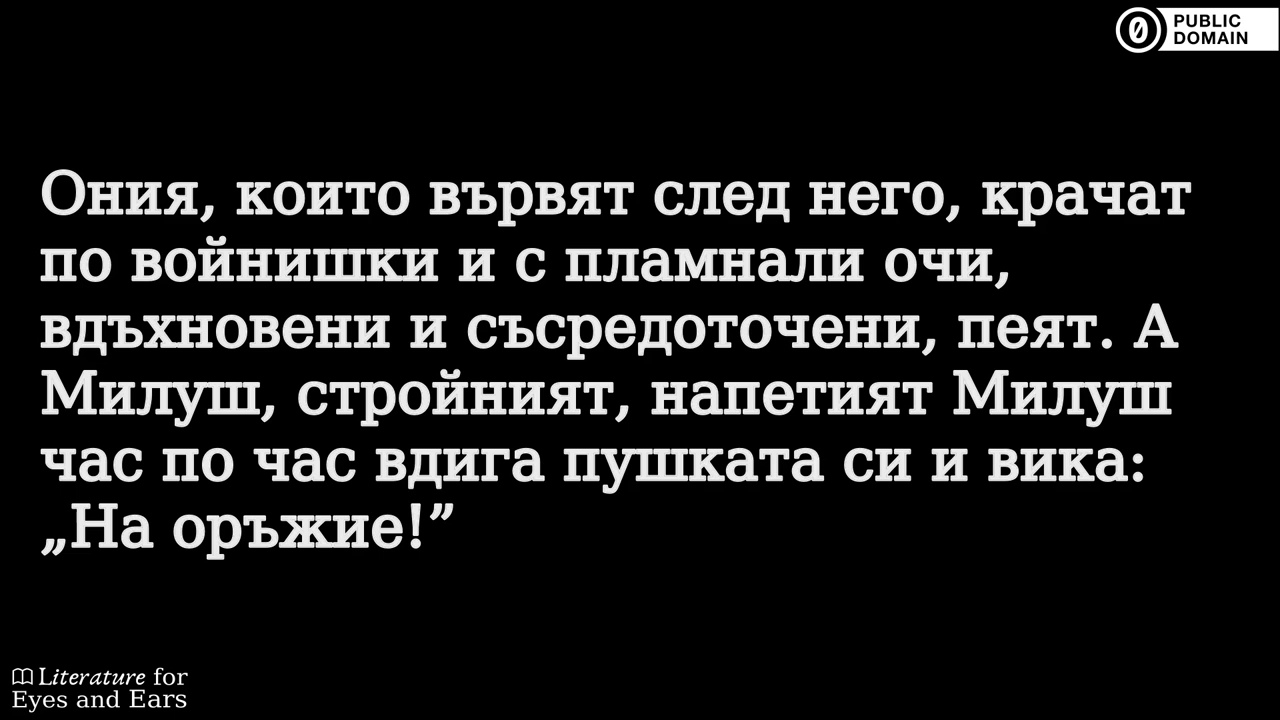 PUBLIC
DOMAIN
Ония, които вървят след него, крачат
по войнишки и с пламнали очи,
вдъхновени и съсредоточени, пеят. А
Милуш, стройният, напетият Милуш
час по час вдига пушката си и вика:
„На оръжие!”
Literature for
Eyes and Ears